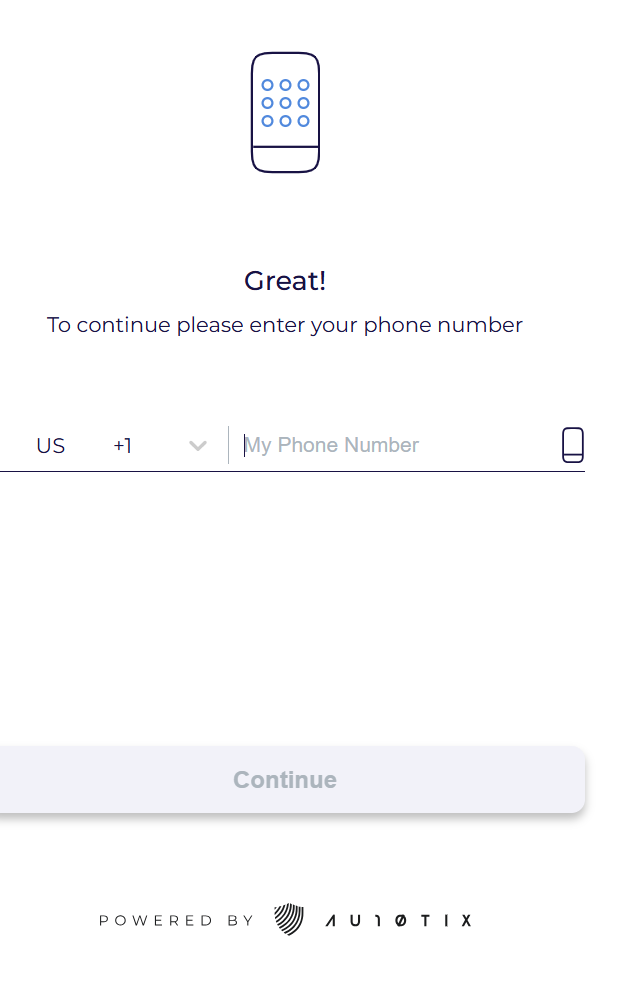 Great!
To continue please enter your phone number
US +1 My Phone Number
Continue
POWERED BY AU10TIX